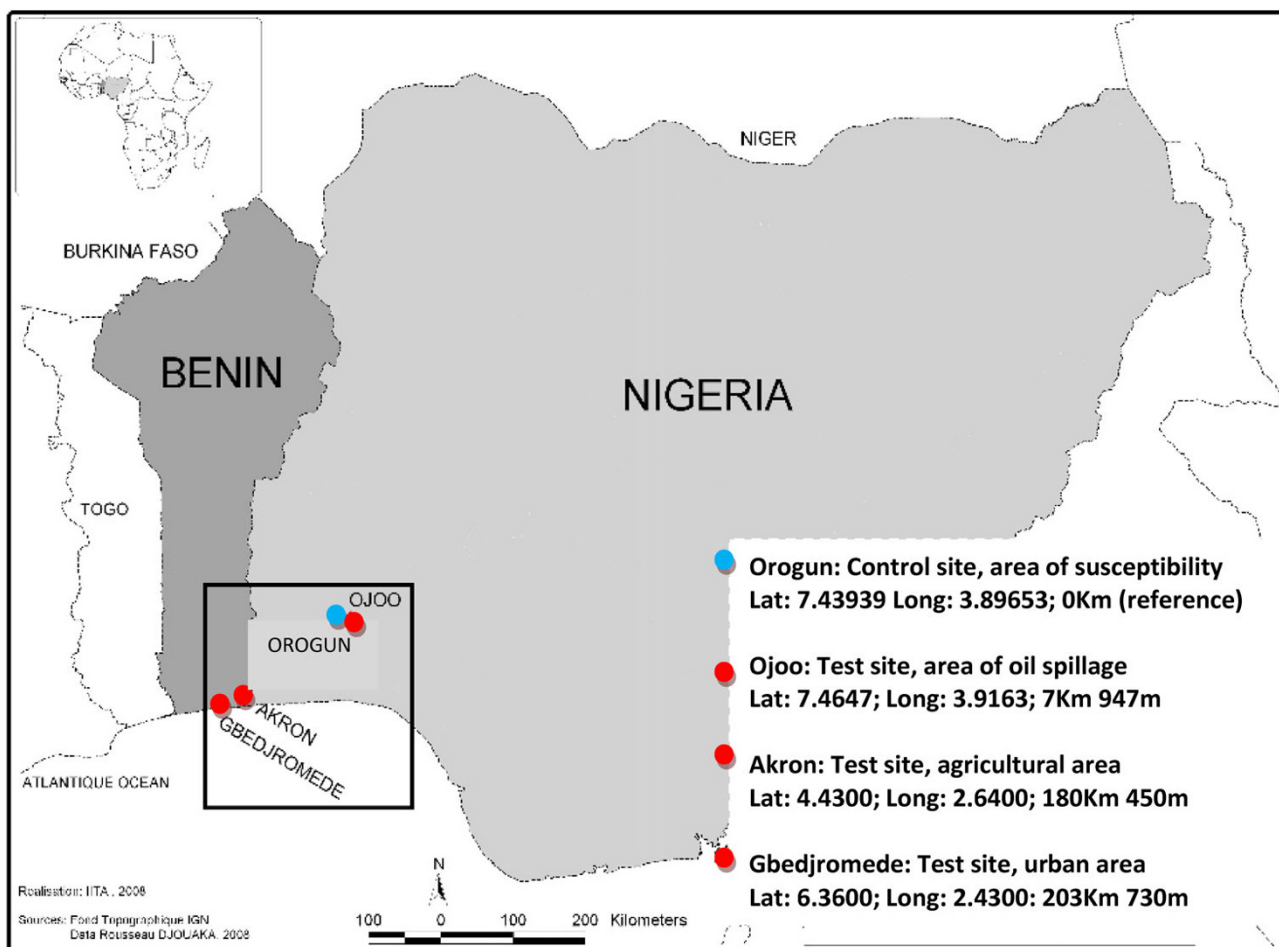 NIGER
BURKINA FASO
BENIN
NIGERIA
TOGO
Orogun: Control site, area of susceptibility
Lat: 7.43939 Long: 3.89653; 0Km (reference)
OJOO
OROGUN
Ojoo: Test site, area of oil spillage
Lat: 7.4647; Long: 3.9163; 7Km 947m
AKRON
GBEDJROMEDE
Akron: Test site, agricultural area
Lat: 4.4300; Long: 2.6400; 180Km 450m
ATLANTIQUE OCEAN
Gbedjromede: Test site, urban area
Lat: 6.3600; Long: 2.4300: 203Km 730m
N
Realisation: IITA , 2008
100 0 100 200 Kilometers
Sources: Fond Topographique IGN
Data Rousseau DJOUAKA. 2008